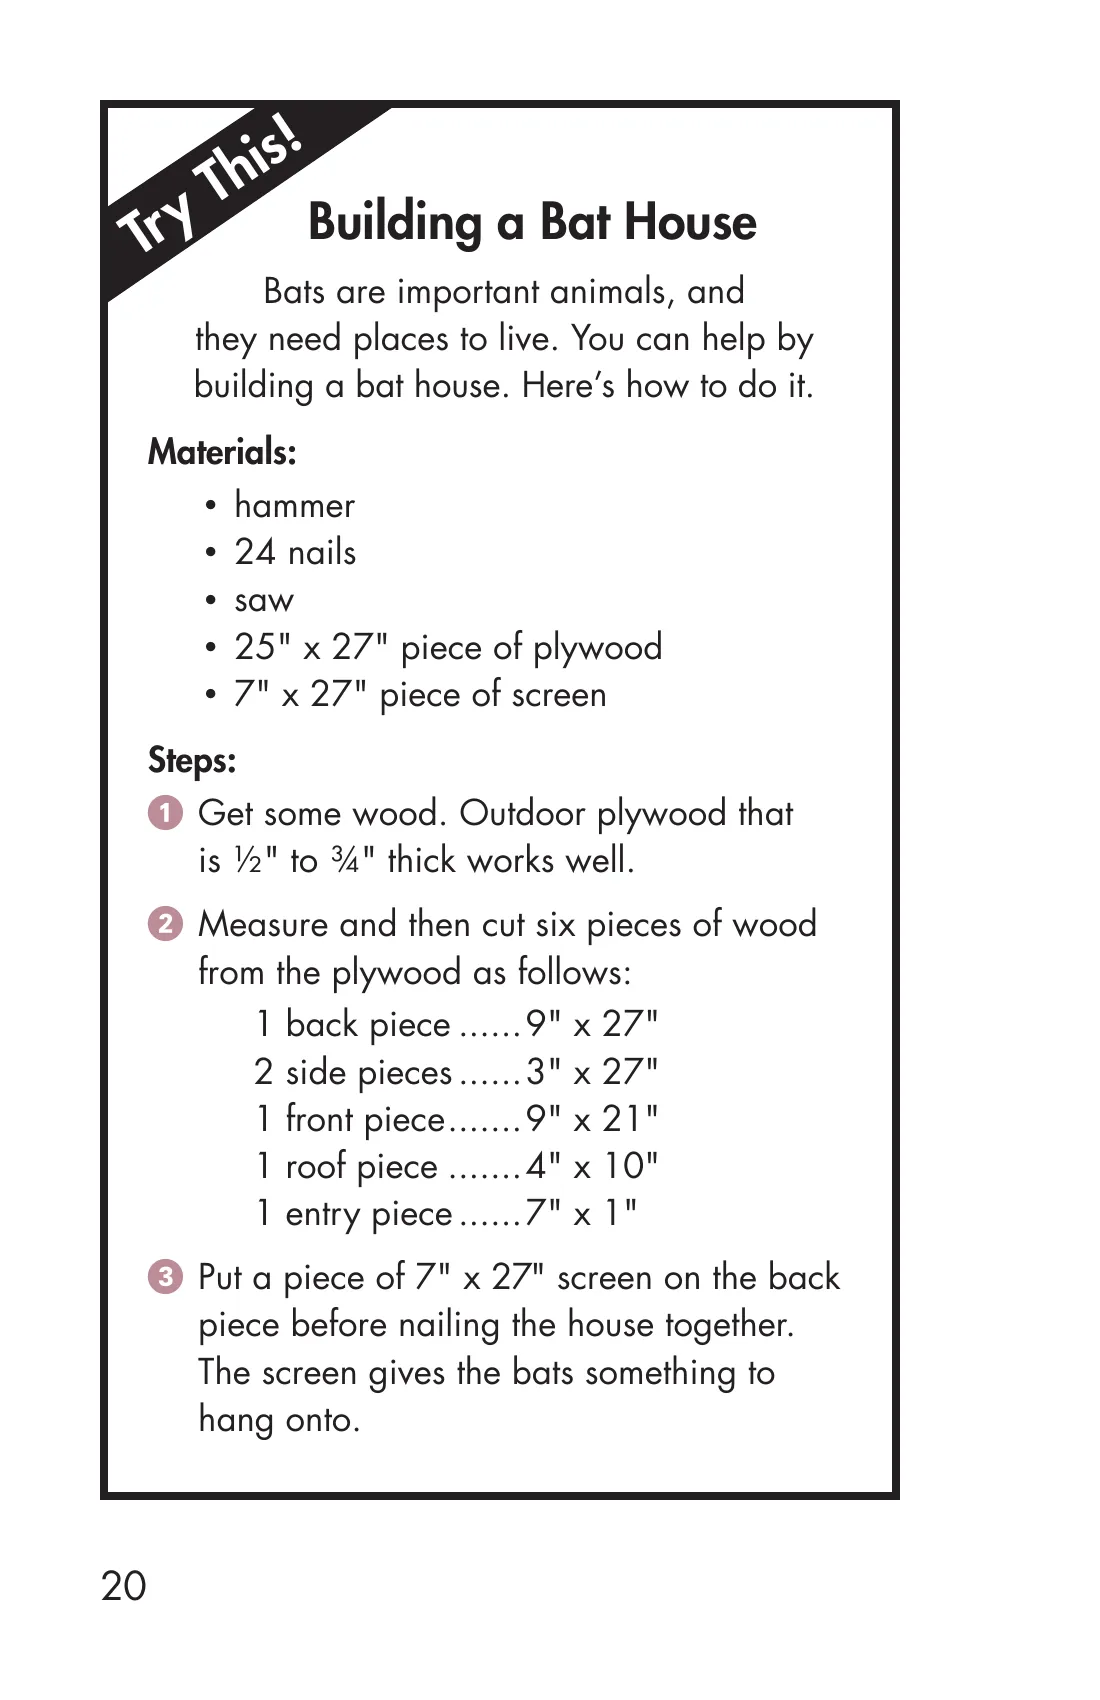 Try This!
Building a Bat House
Bats are important animals, and
they need places to live. You can help by
building a bat house. Here’s how to do it.
Materials:
• hammer
• 24 nails
• saw
• 25" x 27" piece of plywood
• 7" x 27" piece of screen
Steps:
1 Get some wood. Outdoor plywood that
is ½" to ¾" thick works well.
2 Measure and then cut six pieces of wood
from the plywood as follows:
1 back piece ......9" x 27"
2 side pieces ......3" x 27"
1 front piece.......9" x 21"
1 roof piece .......4" x 10"
1 entry piece ......7" x 1"
3 Put a piece of 7" x 27" screen on the back
piece before nailing the house together.
The screen gives the bats something to
hang onto.
20